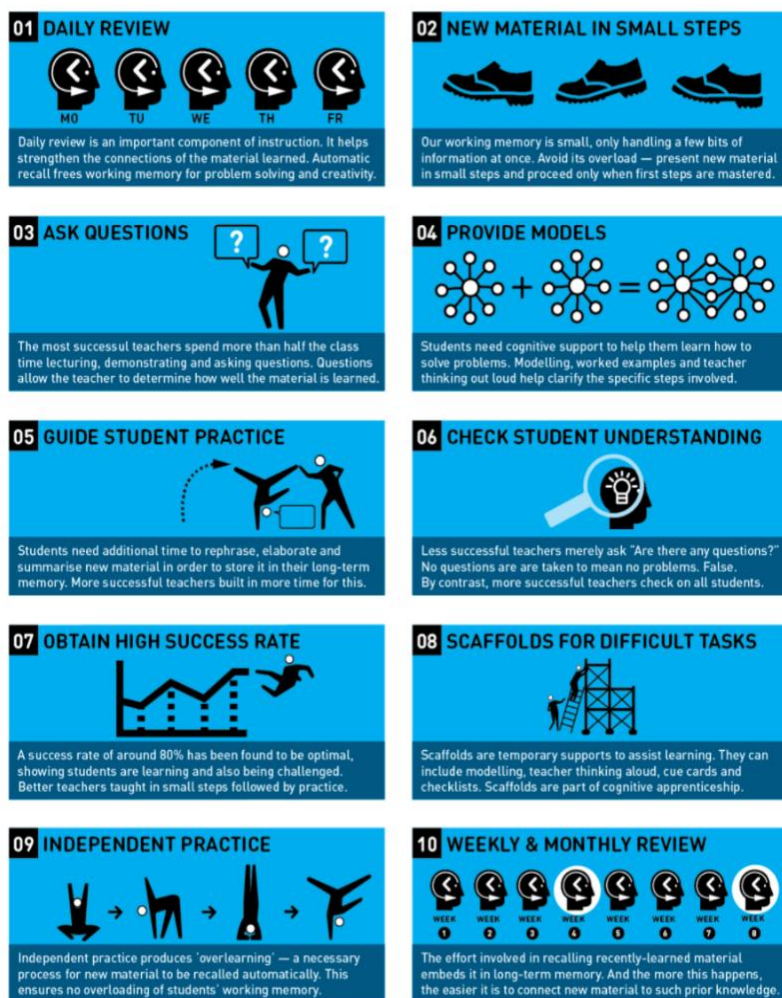 01 DAILY REVIEW
MO TU WE TH FR
Daily review is an important component of instruction. It helps
strengthen the connections of the material learned. Automatic
recall frees working memory for problem solving and creativity.
02 NEW MATERIAL IN SMALL STEPS
Our working memory is small, only handling a few bits of
information at once. Avoid its overload — present new material
in small steps and proceed only when first steps are mastered.
03 ASK QUESTIONS
? ?
The most successul teachers spend more than half the class
time lecturing, demonstrating and asking questions. Questions
allow the teacher to determine how well the material is learned.
04 PROVIDE MODELS
+ =
Students need cognitive support to help them learn how to
solve problems. Modelling, worked examples and teacher
thinking out loud help clarify the specific steps involved.
05 GUIDE STUDENT PRACTICE
Students need additional time to rephrase, elaborate and
summarise new material in order to store it in their long-term
memory. More successful teachers built in more time for this.
06 CHECK STUDENT UNDERSTANDING
Less successful teachers merely ask "Are there any questions?"
No questions are are taken to mean no problems. False.
By contrast, more successful teachers check on all students.
07 OBTAIN HIGH SUCCESS RATE
A success rate of around 80% has been found to be optimal,
showing students are learning and also being challenged.
Better teachers taught in small steps followed by practice.
08 SCAFFOLDS FOR DIFFICULT TASKS
Scaffolds are temporary supports to assist learning. They can
include modelling, teacher thinking aloud, cue cards and
checklists. Scaffolds are part of cognitive apprenticeship.
09 INDEPENDENT PRACTICE
Independent practice produces 'overlearning' — a necessary
process for new material to be recalled automatically. This
ensures no overloading of students' working memory.
10 WEEKLY & MONTHLY REVIEW
WEEK WEEK WEEK WEEK WEEK WEEK WEEK WEEK
1 2 3 4 5 6 7 8
The effort involved in recalling recently-learned material
embeds it in long-term memory. And the more this happens,
the easier it is to connect new material to such prior knowledge.